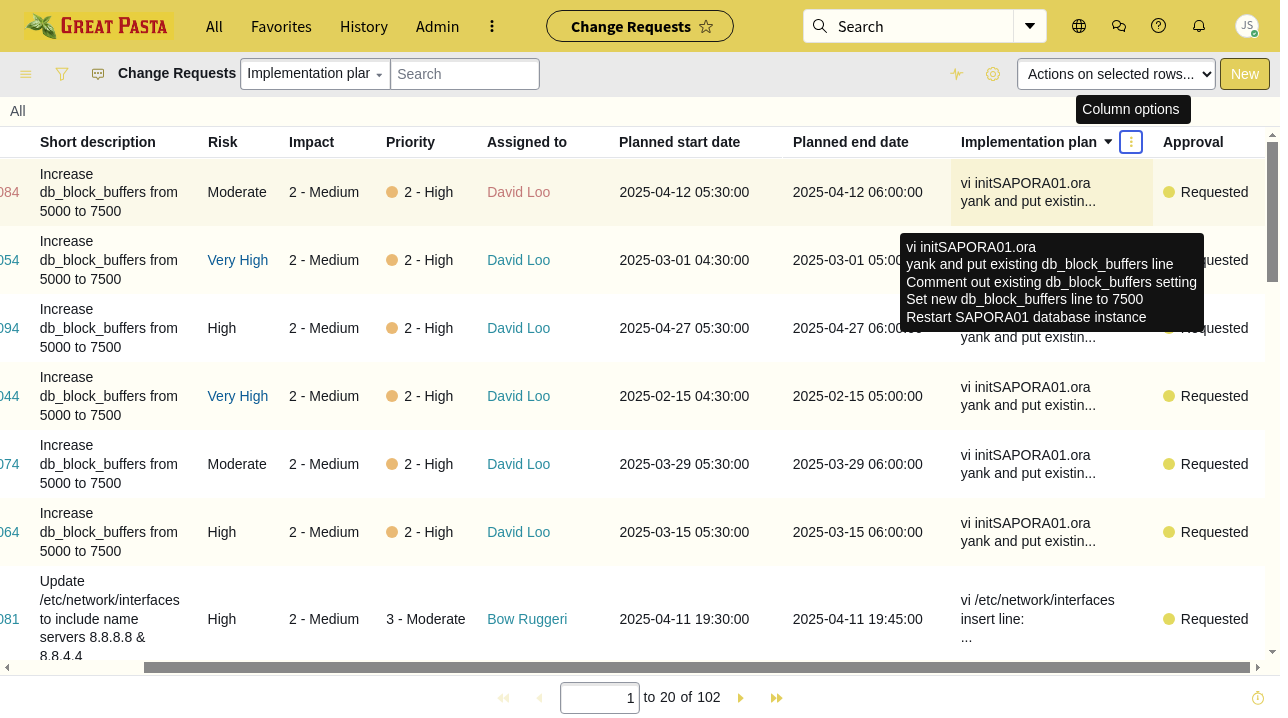 GREAT PASTA All Favorites History Admin Change Requests Search JS
Change Requests Implementation plan Search Actions on selected rows... New
All
Column options
Short description Risk Impact Priority Assigned to Planned start date Planned end date Implementation plan Approval
084 Increase db_block_buffers from 5000 to 7500 Moderate 2 - Medium 2 - High David Loo 2025-04-12 05:30:00 2025-04-12 06:00:00 vi initSAPORA01.ora yank and put existin... Requested
054 Increase db_block_buffers from 5000 to 7500 Very High 2 - Medium 2 - High David Loo 2025-03-01 04:30:00 2025-03-01 05:00
vi initSAPORA01.ora
yank and put existing db_block_buffers line
Comment out existing db_block_buffers setting
Set new db_block_buffers line to 7500
Restart SAPORA01 database instance
094 Increase db_block_buffers from 5000 to 7500 High 2 - Medium 2 - High David Loo 2025-04-27 05:30:00 2025-04-27 06:00 yank and put existin... Requested
044 Increase db_block_buffers from 5000 to 7500 Very High 2 - Medium 2 - High David Loo 2025-02-15 04:30:00 2025-02-15 05:00:00 vi initSAPORA01.ora yank and put existin... Requested
074 Increase db_block_buffers from 5000 to 7500 Moderate 2 - Medium 2 - High David Loo 2025-03-29 05:30:00 2025-03-29 06:00:00 vi initSAPORA01.ora yank and put existin... Requested
064 Increase db_block_buffers from 5000 to 7500 High 2 - Medium 2 - High David Loo 2025-03-15 05:30:00 2025-03-15 06:00:00 vi initSAPORA01.ora yank and put existin... Requested
081 Update /etc/network/interfaces to include name servers 8.8.8.8 & 8.8.4.4 High 2 - Medium 3 - Moderate Bow Ruggeri 2025-04-11 19:30:00 2025-04-11 19:45:00 vi /etc/network/interfaces insert line: ... Requested
1 to 20 of 102